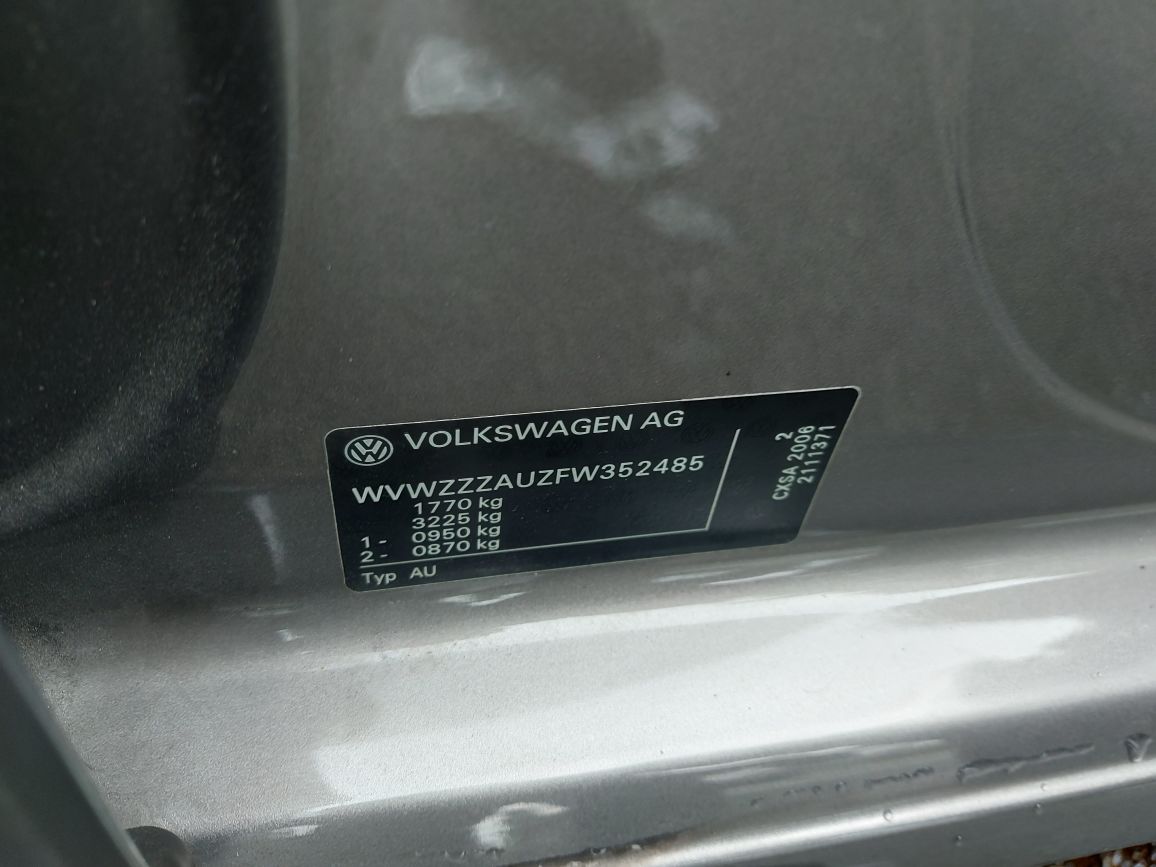 VOLKSWAGEN AG
WVWZZZAUZFW352485
1770 kg
3225 kg
1 - 0950 kg
2 - 0870 kg
Typ AU
2
CXSA 2006
2111371